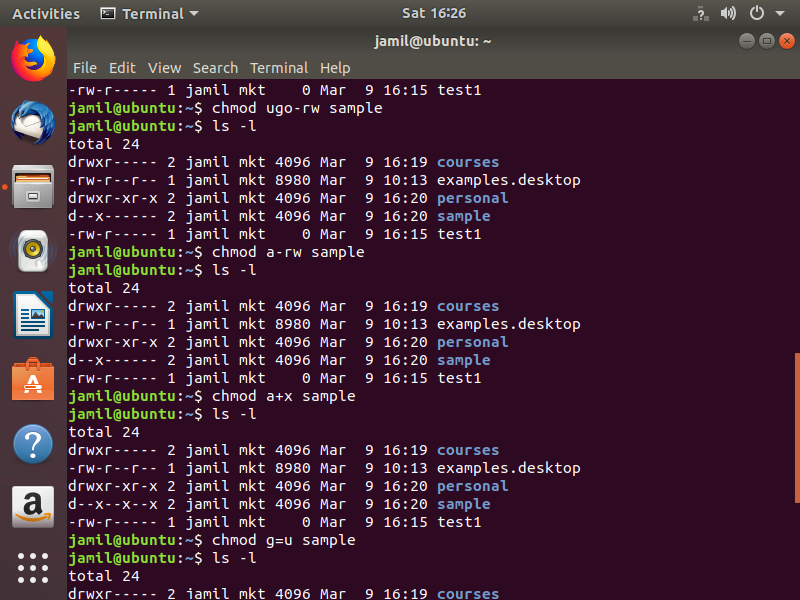 Activities Terminal Sat 16:26
jamil@ubuntu: ~
File Edit View Search Terminal Help
-rw-r----- 1 jamil mkt    0 Mar  9 16:15 test1
jamil@ubuntu:~$ chmod ugo-rw sample
jamil@ubuntu:~$ ls -l
total 24
drwxr----- 2 jamil mkt 4096 Mar  9 16:19 courses
-rw-r--r-- 1 jamil mkt 8980 Mar  9 10:13 examples.desktop
drwxr-xr-x 2 jamil mkt 4096 Mar  9 16:20 personal
d--x------ 2 jamil mkt 4096 Mar  9 16:20 sample
-rw-r----- 1 jamil mkt    0 Mar  9 16:15 test1
jamil@ubuntu:~$ chmod a-rw sample
jamil@ubuntu:~$ ls -l
total 24
drwxr----- 2 jamil mkt 4096 Mar  9 16:19 courses
-rw-r--r-- 1 jamil mkt 8980 Mar  9 10:13 examples.desktop
drwxr-xr-x 2 jamil mkt 4096 Mar  9 16:20 personal
d--x------ 2 jamil mkt 4096 Mar  9 16:20 sample
-rw-r----- 1 jamil mkt    0 Mar  9 16:15 test1
jamil@ubuntu:~$ chmod a+x sample
jamil@ubuntu:~$ ls -l
total 24
drwxr----- 2 jamil mkt 4096 Mar  9 16:19 courses
-rw-r--r-- 1 jamil mkt 8980 Mar  9 10:13 examples.desktop
drwxr-xr-x 2 jamil mkt 4096 Mar  9 16:20 personal
d--x--x--x 2 jamil mkt 4096 Mar  9 16:20 sample
-rw-r----- 1 jamil mkt    0 Mar  9 16:15 test1
jamil@ubuntu:~$ chmod g=u sample
jamil@ubuntu:~$ ls -l
total 24
drwxr----- 2 jamil mkt 4096 Mar  9 16:19 courses